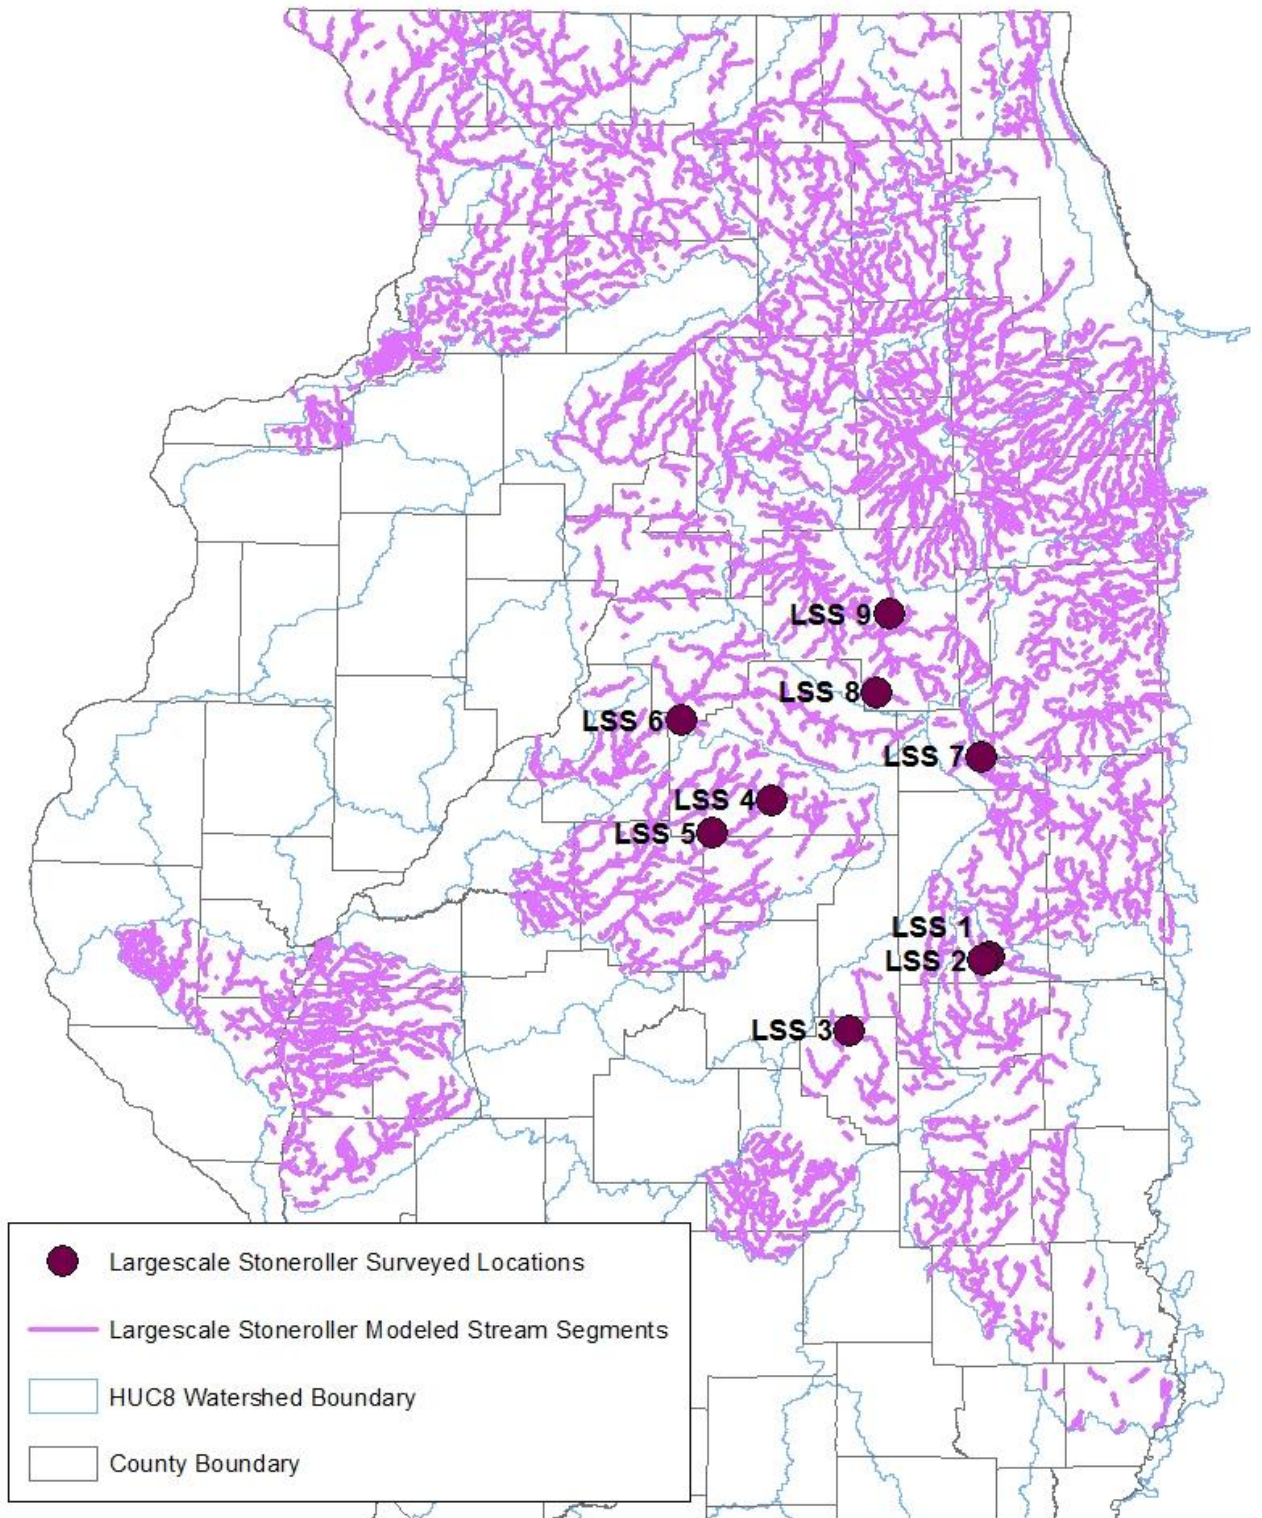 LSS 9
LSS 8
LSS 6
LSS 7
LSS 4
LSS 5
LSS 1
LSS 2
LSS 3
Largescale Stoneroller Surveyed Locations
Largescale Stoneroller Modeled Stream Segments
HUC8 Watershed Boundary
County Boundary